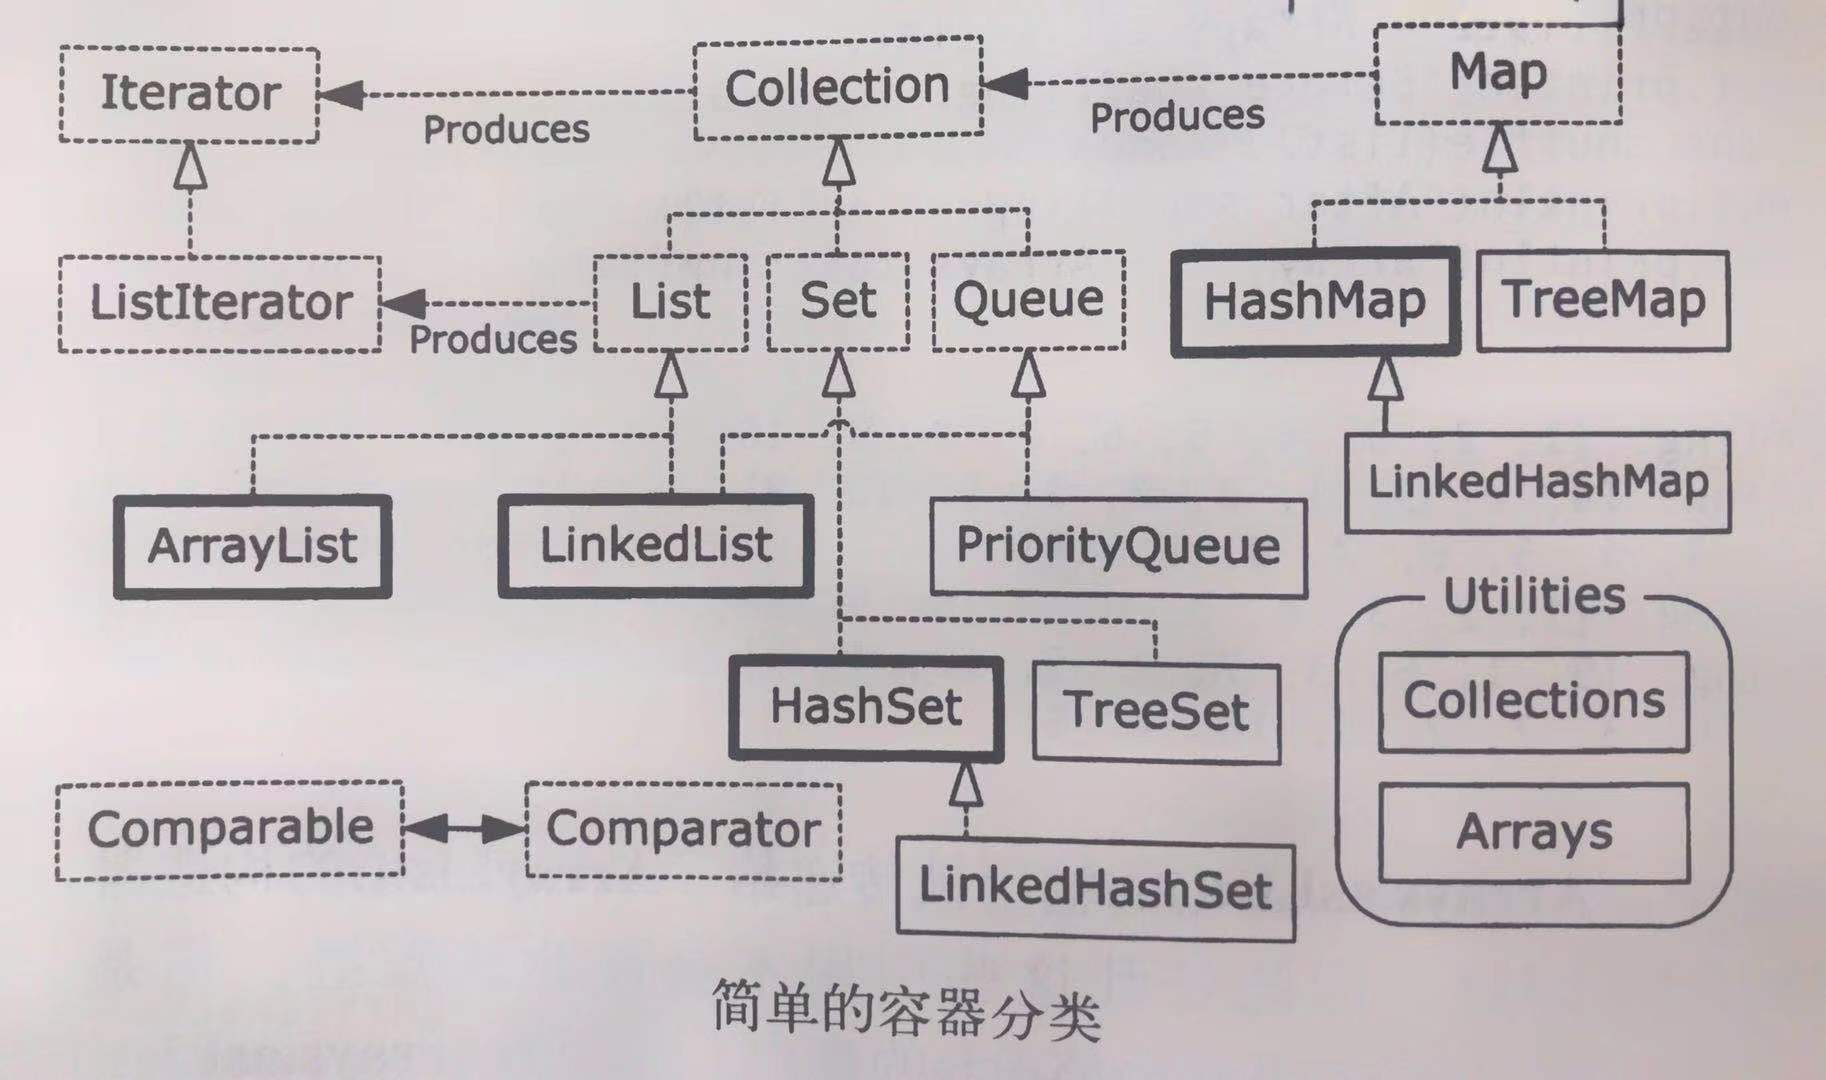 Iterator
Produces
Collection
Produces
Map
ListIterator
Produces
List
Set
Queue
HashMap
TreeMap
ArrayList
LinkedList
PriorityQueue
LinkedHashMap
Utilities
HashSet
TreeSet
Collections
Comparable
Comparator
LinkedHashSet
Arrays
简单的容器分类